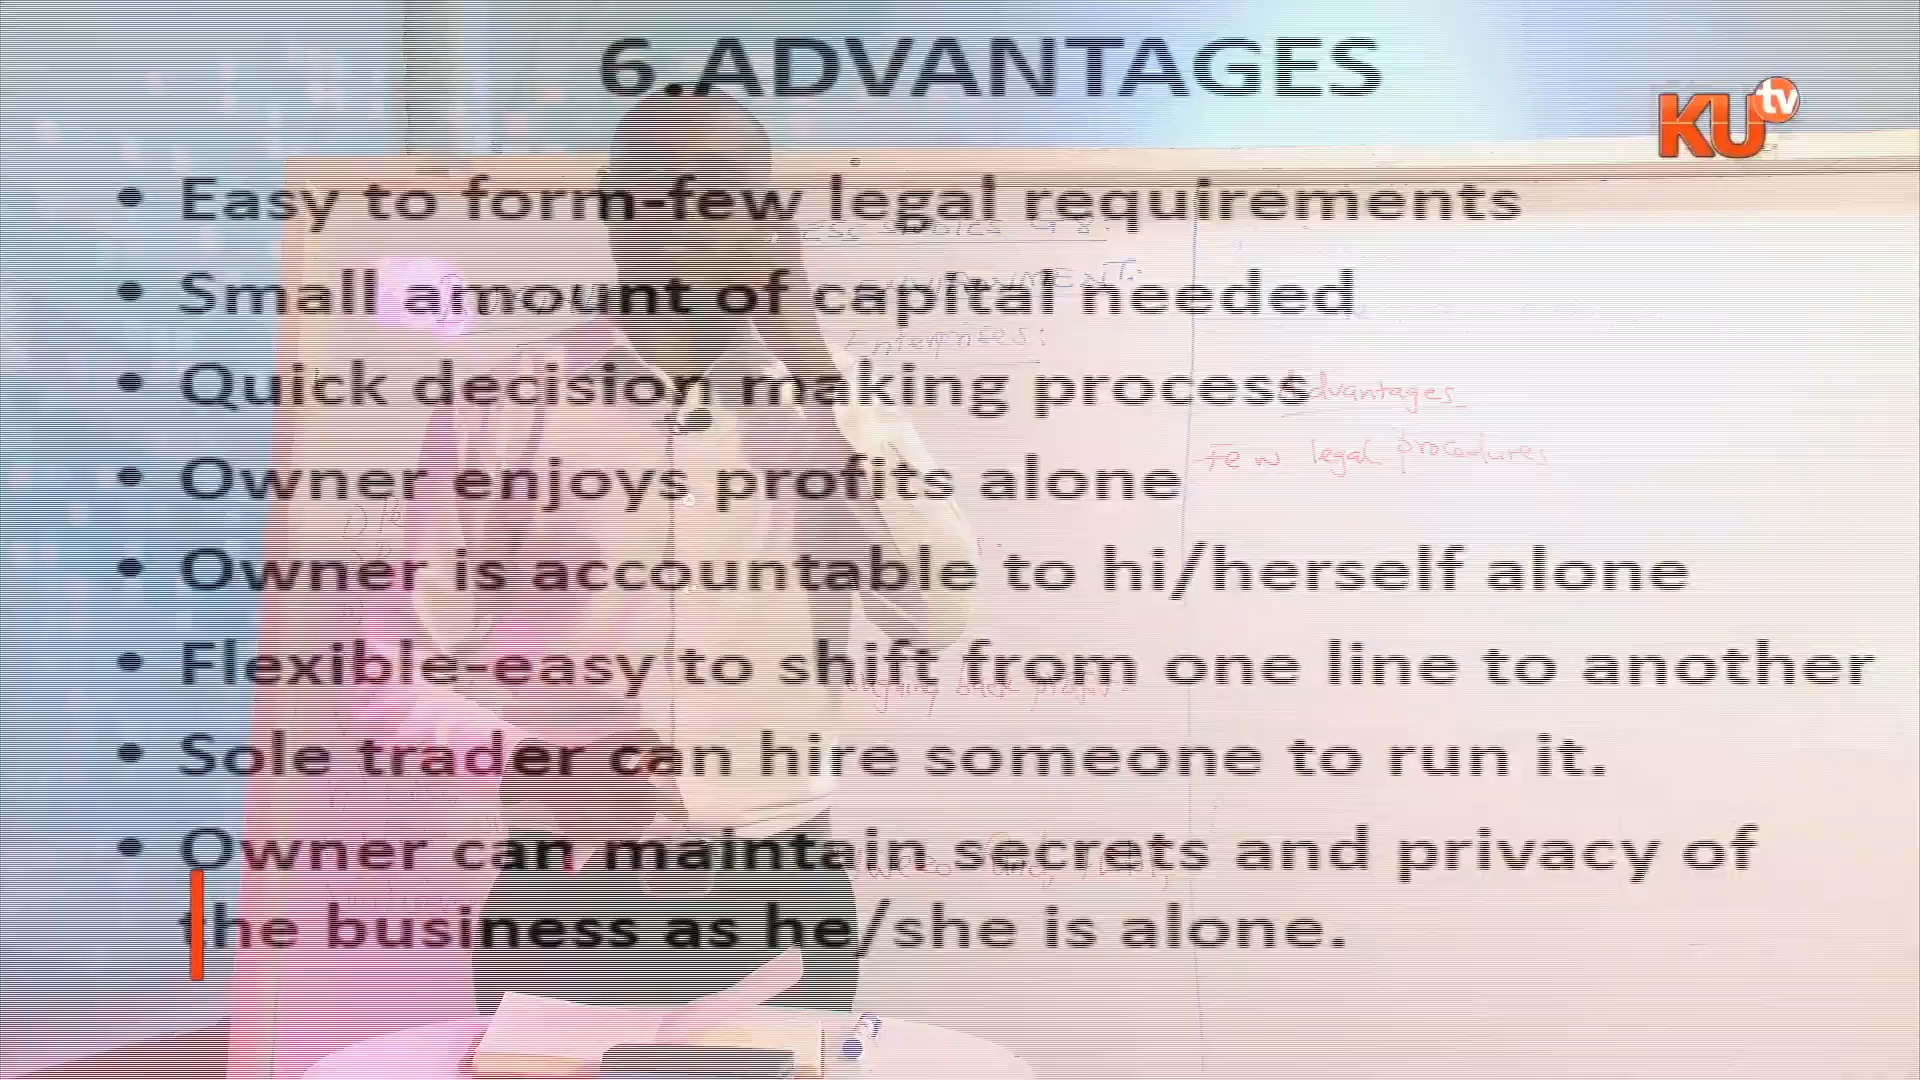 6.ADVANTAGES
KU tv
• Easy to form-few legal requirements
• Small amount of capital needed
• Quick decision making process
• Owner enjoys profits alone
• Owner is accountable to hi/herself alone
• Flexible-easy to shift from one line to another
• Sole trader can hire someone to run it.
• Owner can maintain secrets and privacy of
the business as he/she is alone.
Enterprises:
Advantages
Few legal procedures
back profit